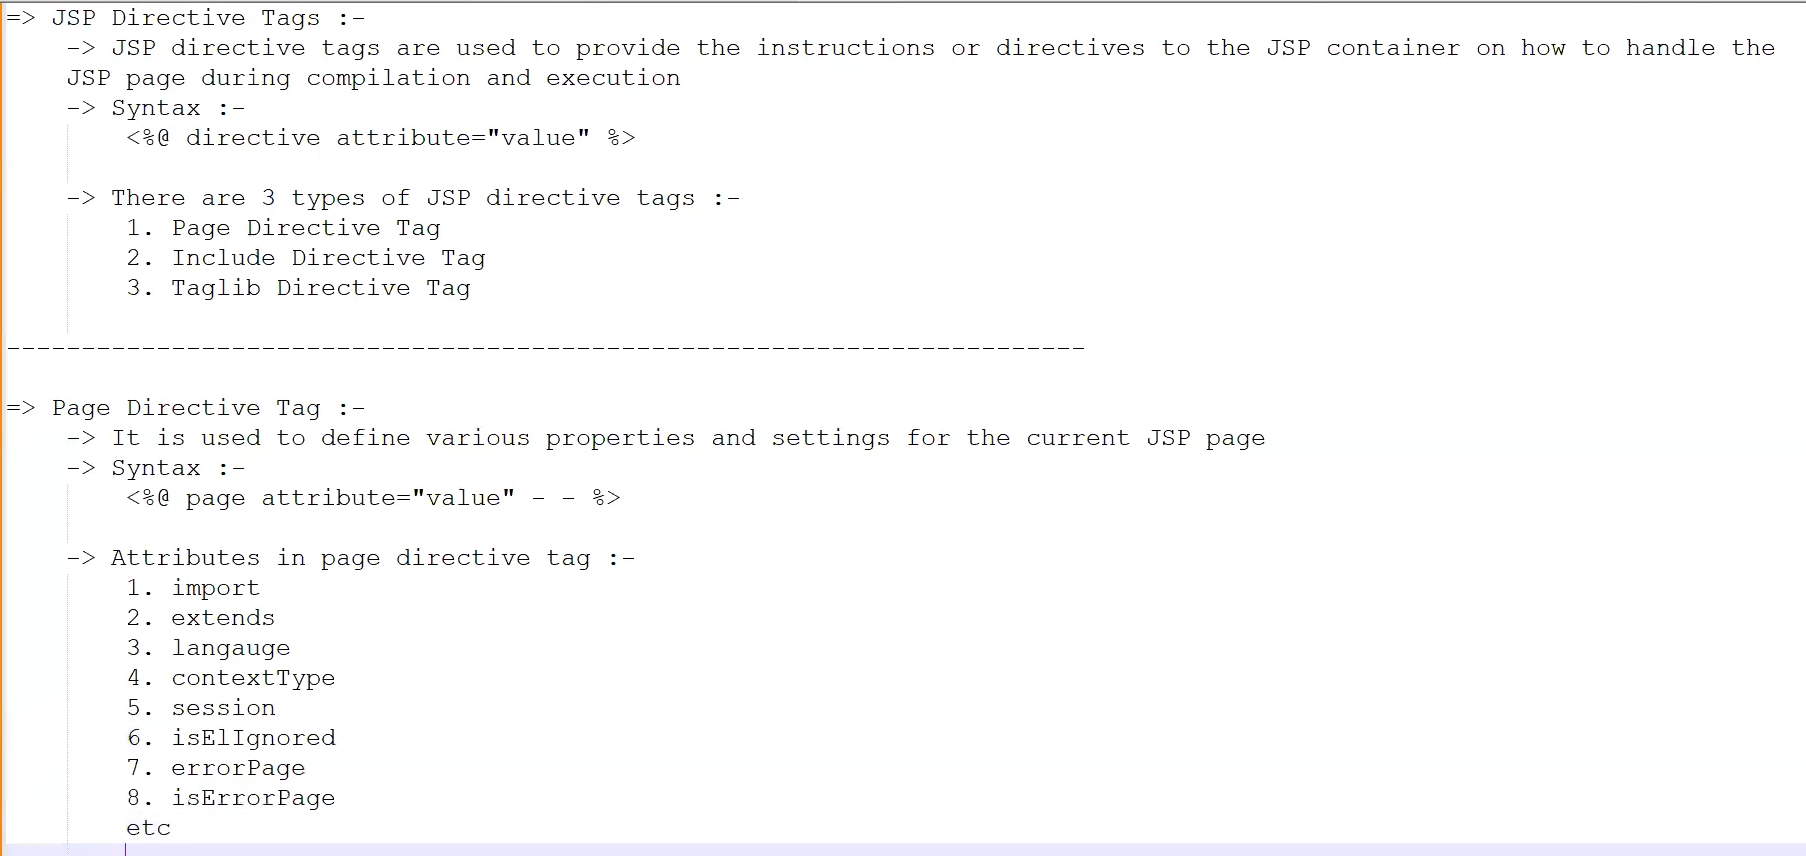 => JSP Directive Tags :-
-> JSP directive tags are used to provide the instructions or directives to the JSP container on how to handle the
JSP page during compilation and execution
-> Syntax :-
<%@ directive attribute="value" %>
-> There are 3 types of JSP directive tags :-
1. Page Directive Tag
2. Include Directive Tag
3. Taglib Directive Tag
------------------------------------------------------------------------
=> Page Directive Tag :-
-> It is used to define various properties and settings for the current JSP page
-> Syntax :-
<%@ page attribute="value" - - %>
-> Attributes in page directive tag :-
1. import
2. extends
3. langauge
4. contextType
5. session
6. isElIgnored
7. errorPage
8. isErrorPage
etc